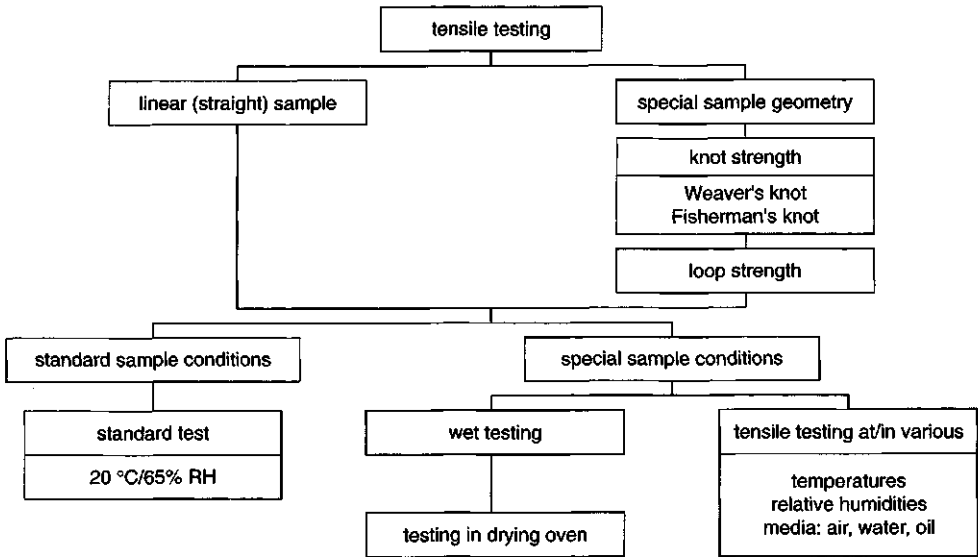 tensile testing
linear (straight) sample
special sample geometry
knot strength
Weaver's knot
Fisherman's knot
loop strength
standard sample conditions
special sample conditions
standard test
20 °C/65% RH
wet testing
testing in drying oven
tensile testing at/in various
temperatures
relative humidities
media: air, water, oil